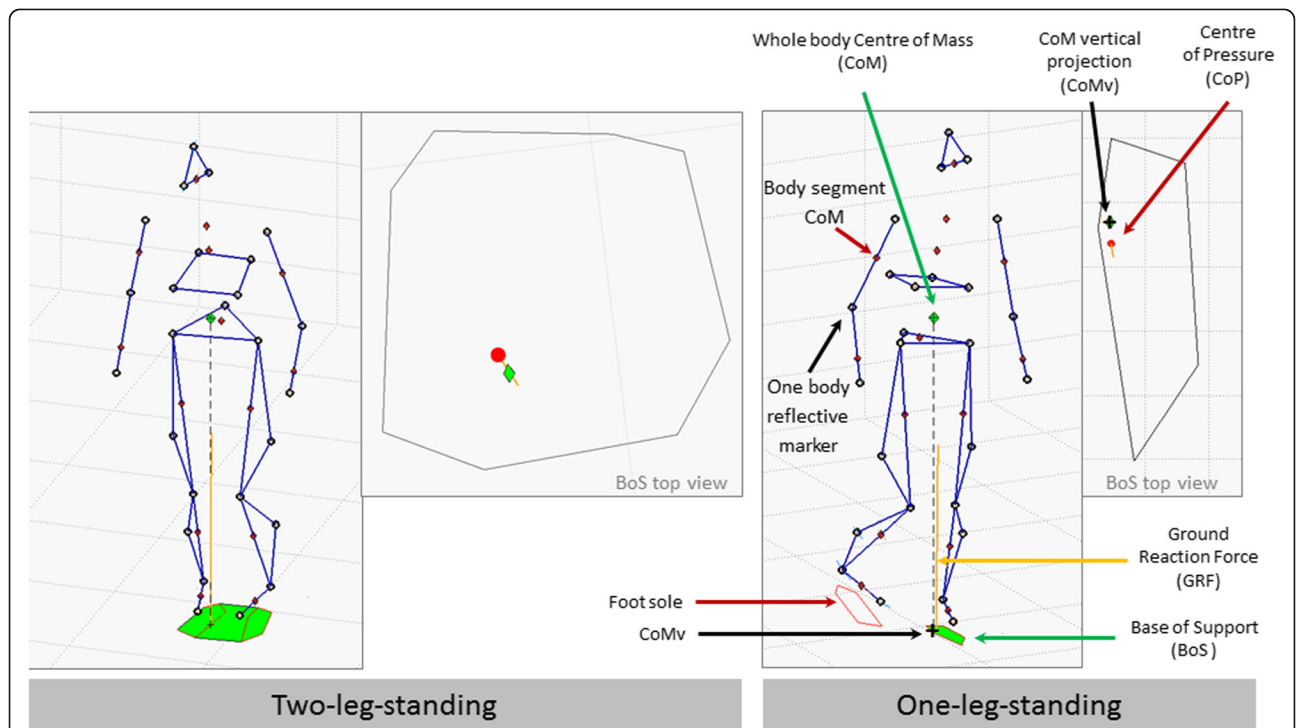 Whole body Centre of Mass
(CoM)
CoM vertical
projection
(CoMv)
Centre
of Pressure
(CoP)
Body segment
CoM
One body
reflective
marker
BoS top view
BoS top view
Ground
Reaction Force
(GRF)
Foot sole
CoMv
Base of Support
(BoS)
Two-leg-standing
One-leg-standing